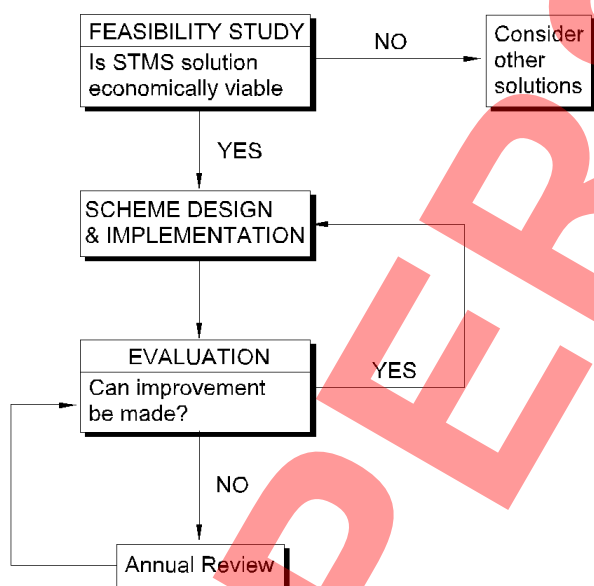 FEASIBILITY STUDY
Is STMS solution
economically viable
NO
Consider
other
solutions
YES
SCHEME DESIGN
& IMPLEMENTATION
EVALUATION
Can improvement
be made?
YES
NO
Annual Review